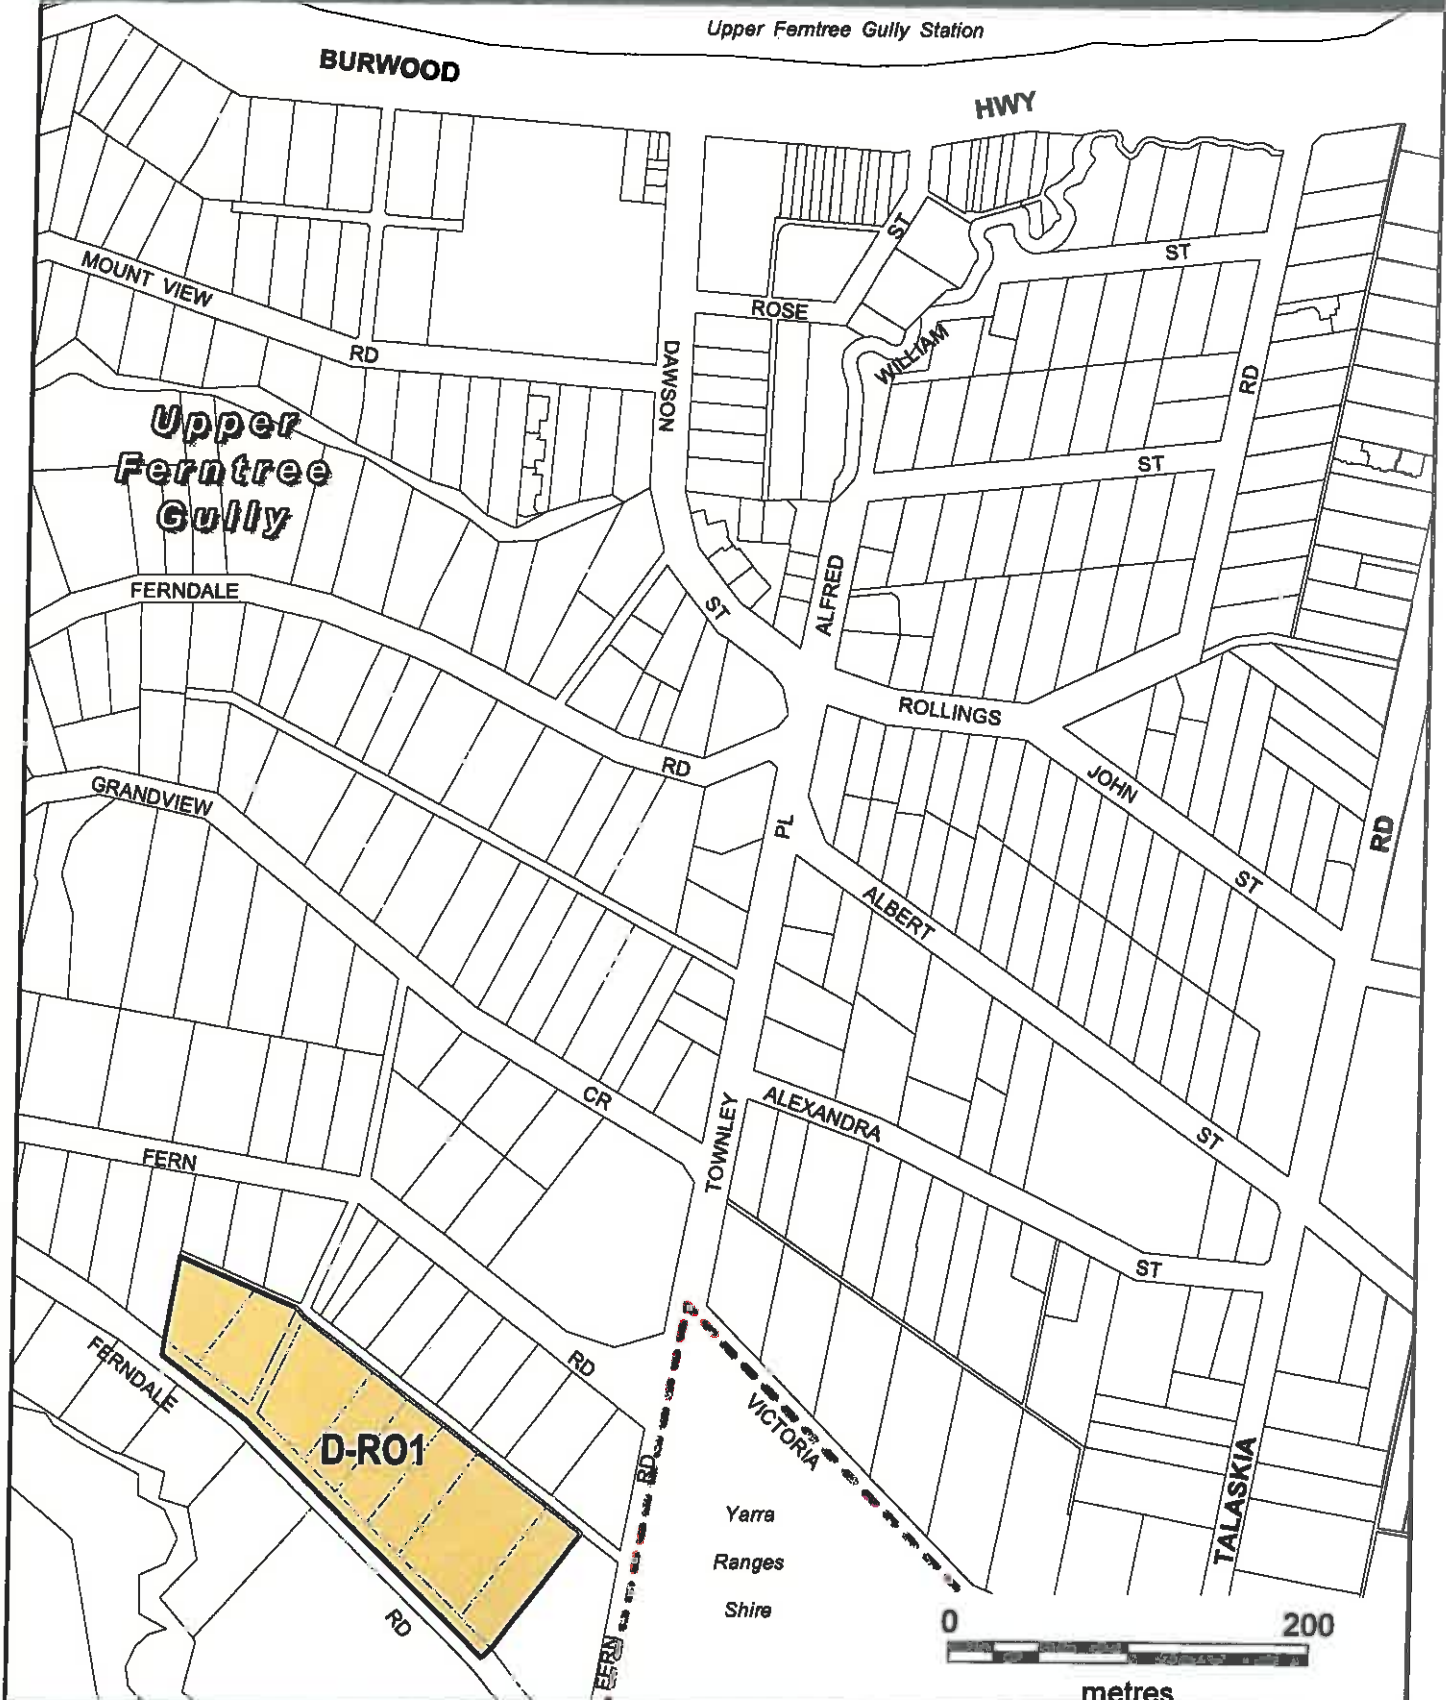 Upper Ferntree Gully Station
BURWOOD
HWY
ST
ST
MOUNT VIEW
RD
ROSE
DAWSON
WILLIAM
RD
Upper
Ferntree
Gully
ST
FERNDALE
ST
ALFRED
ROLLINGS
RD
JOHN
GRANDVIEW
PL
RD
ST
ALBERT
CR
ALEXANDRA
TOWNLEY
ST
FERN
ST
RD
FERNDALE
VICTORIA
D-RO1
RD
TALASKIA
Yarra
Ranges
Shire
RD
FERN
0 200
metres